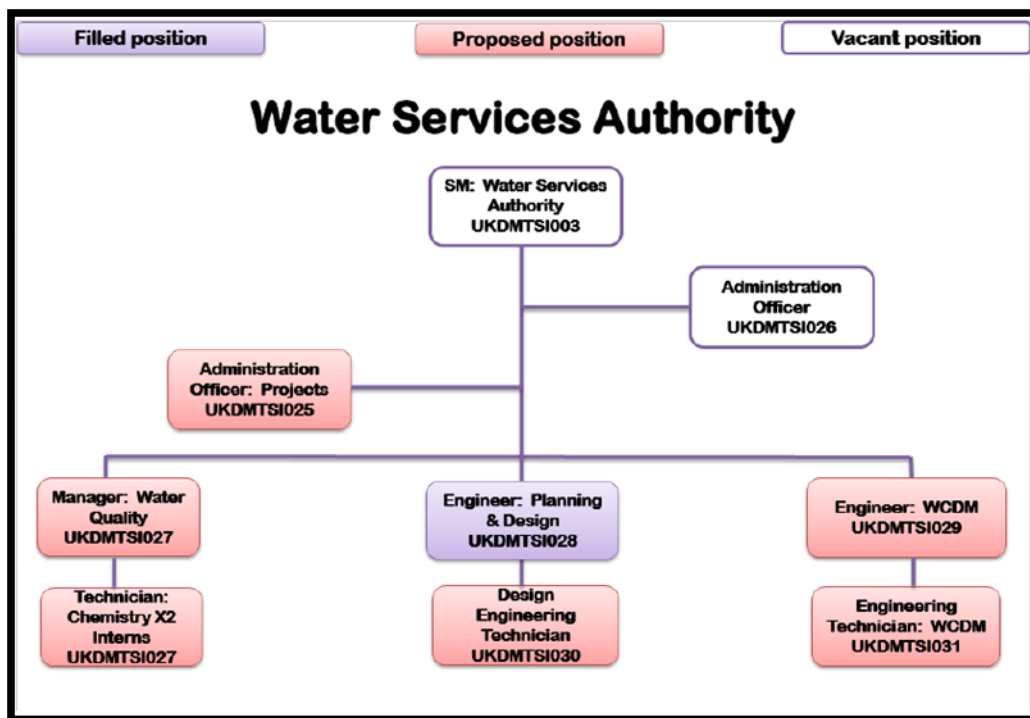 Filled position
Proposed position
Vacant position
Water Services Authority
SM: Water Services
Authority
UKDMTSI003
Administration
Officer
UKDMTSI026
Administration
Officer: Projects
UKDMTSI025
Manager: Water
Quality
UKDMTSI027
Engineer: Planning
& Design
UKDMTSI028
Engineer: WCDM
UKDMTSI029
Technician:
Chemistry X2
Interns
UKDMTSI027
Design
Engineering
Technician
UKDMTSI030
Engineering
Technician: WCDM
UKDMTSI031